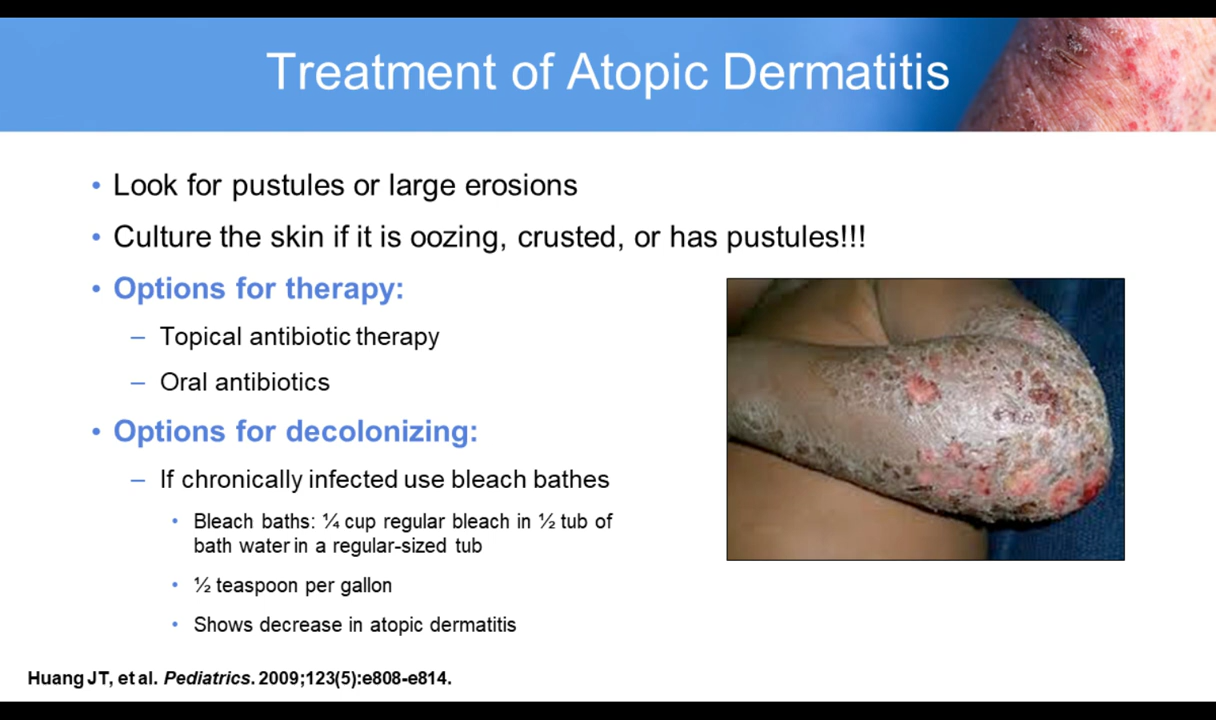 Treatment of Atopic Dermatitis
• Look for pustules or large erosions
• Culture the skin if it is oozing, crusted, or has pustules!!!
• Options for therapy:
– Topical antibiotic therapy
– Oral antibiotics
• Options for decolonizing:
– If chronically infected use bleach bathes
• Bleach baths: ¼ cup regular bleach in ½ tub of
bath water in a regular-sized tub
• ½ teaspoon per gallon
• Shows decrease in atopic dermatitis
Huang JT, et al. Pediatrics. 2009;123(5):e808-e814.